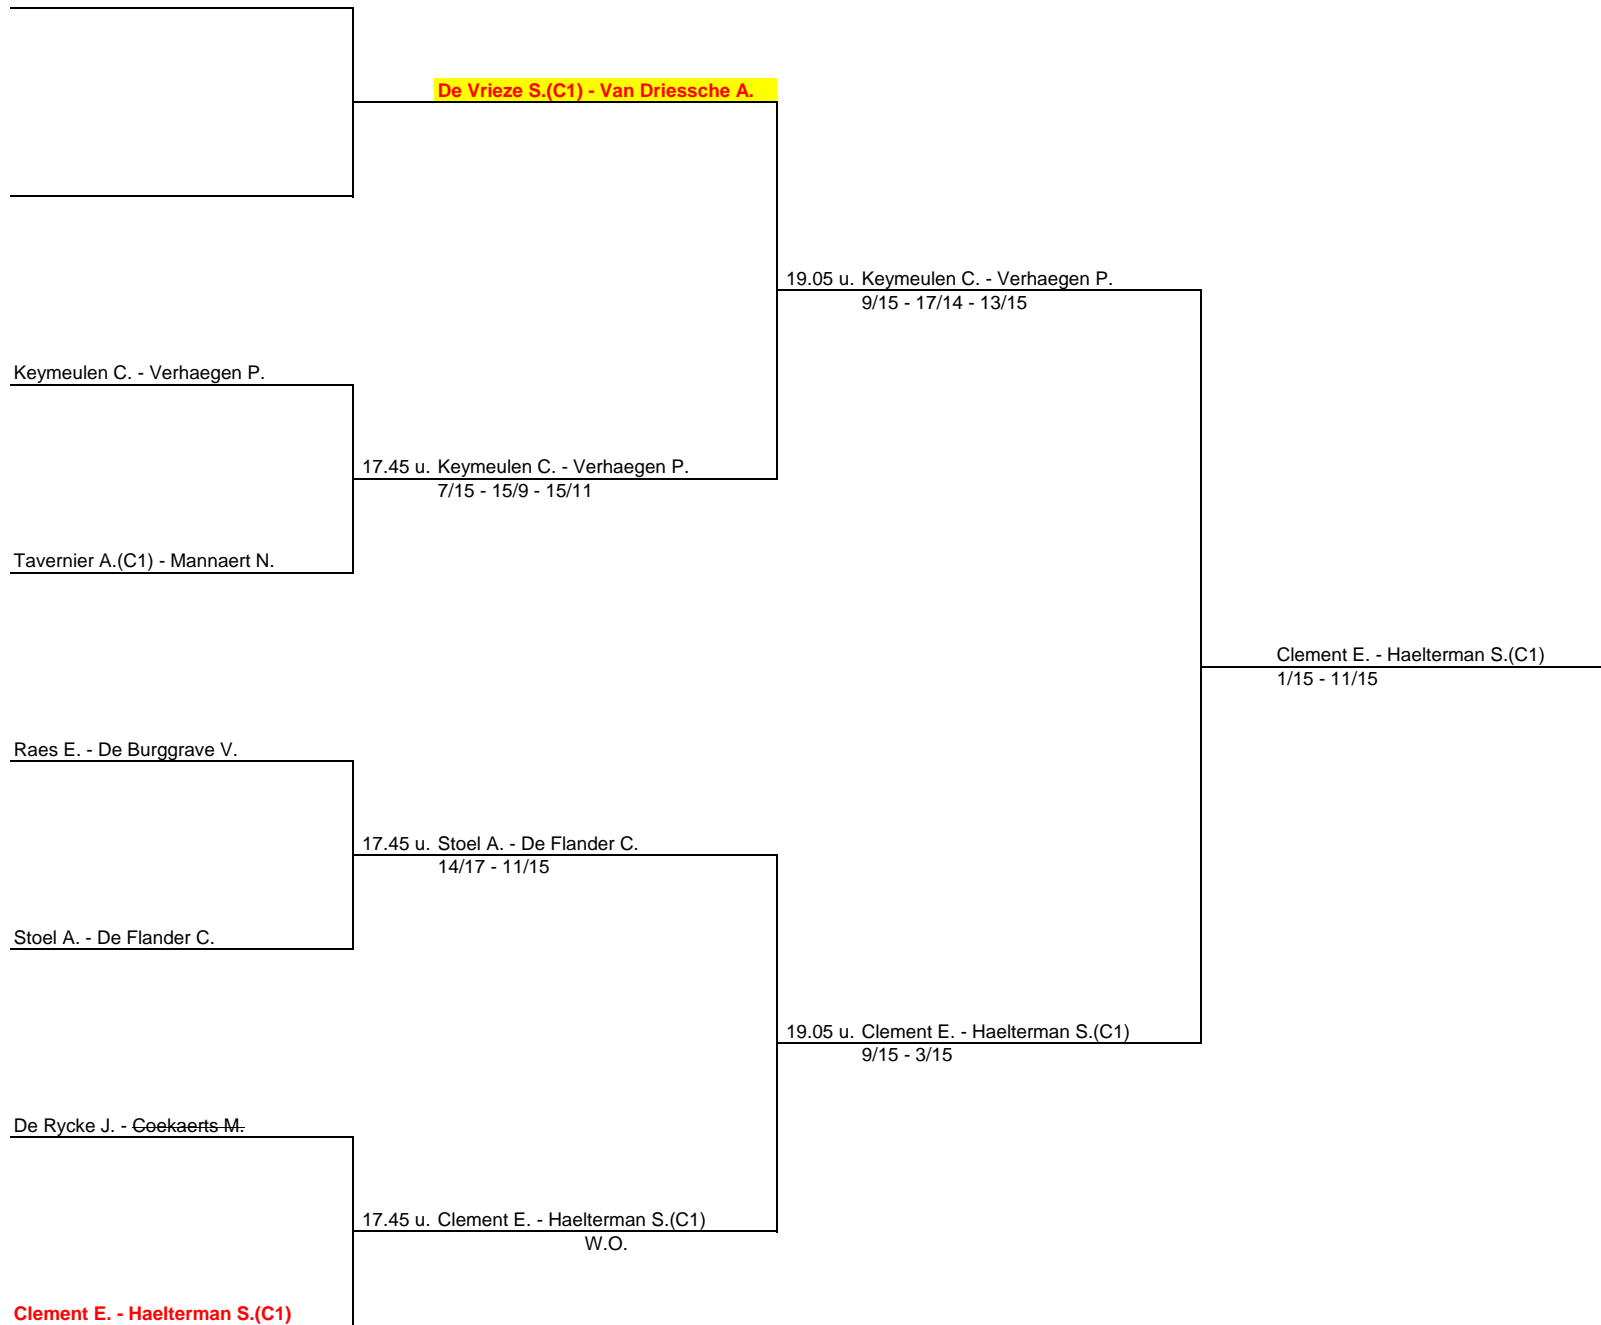 De Vrieze S.(C1) - Van Driessche A.
19.05 u. Keymeulen C. - Verhaegen P.
9/15 - 17/14 - 13/15
Keymeulen C. - Verhaegen P.
17.45 u. Keymeulen C. - Verhaegen P.
7/15 - 15/9 - 15/11
Tavernier A.(C1) - Mannaert N.
Clement E. - Haelterman S.(C1)
1/15 - 11/15
Raes E. - De Burggrave V.
17.45 u. Stoel A. - De Flander C.
14/17 - 11/15
Stoel A. - De Flander C.
19.05 u. Clement E. - Haelterman S.(C1)
9/15 - 3/15
De Rycke J. - Coekaerts M.
17.45 u. Clement E. - Haelterman S.(C1)
W.O.
Clement E. - Haelterman S.(C1)